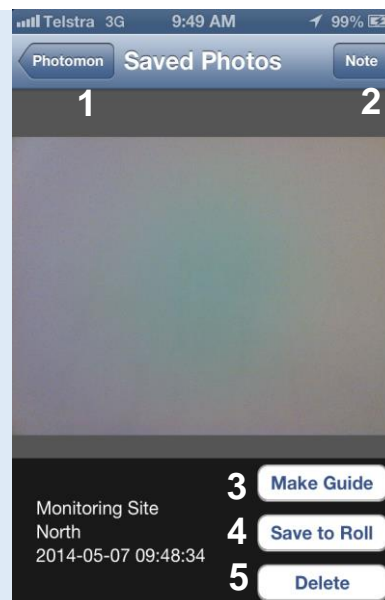 Telstra 3G 9:49 AM 99%
Photomon Saved Photos Note
1 2
3 Make Guide
Monitoring Site
North
4 Save to Roll
2014-05-07 09:48:34
5 Delete